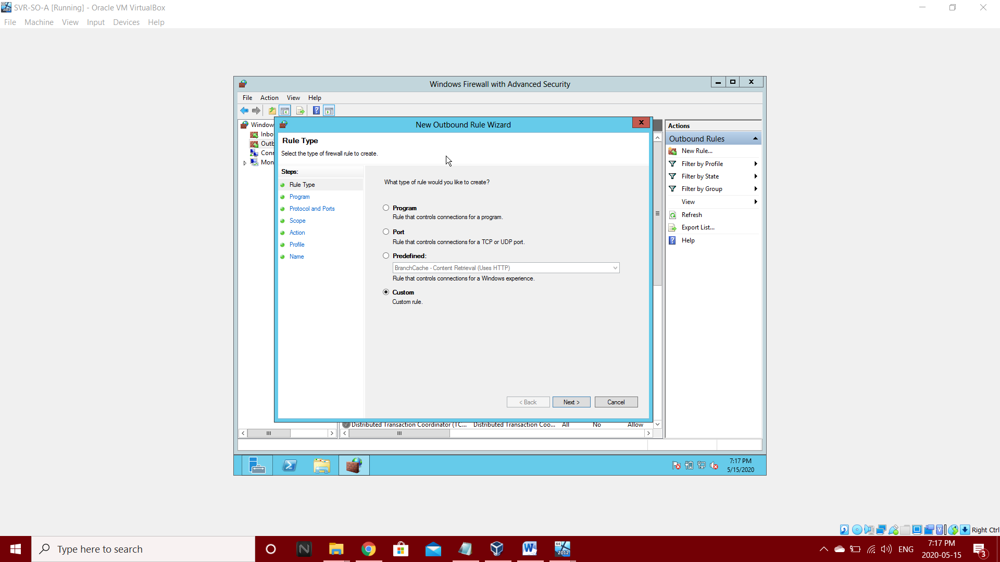 SVR-SO-A [Running] - Oracle VM VirtualBox
File Machine View Input Devices Help
Windows Firewall with Advanced Security
File Action View Help
Window
Inbo
Outb
Conn
Mon
New Outbound Rule Wizard
Rule Type
Select the type of firewall rule to create.
Steps:
Rule Type
Program
Protocol and Ports
Scope
Action
Profile
Name
What type of rule would you like to create?
Program
Rule that controls connections for a program.
Port
Rule that controls connections for a TCP or UDP port.
Predefined:
BranchCache - Content Retrieval (Uses HTTP)
Rule that controls connections for a Windows experience.
Custom
Custom rule.
< Back Next > Cancel
Distributed Transaction Coordinator (TC... Distributed Transaction Coo... All No Allow
Actions
Outbound Rules
New Rule...
Filter by Profile
Filter by State
Filter by Group
View
Refresh
Export List...
Help
7:17 PM
5/15/2020
Right Ctrl
Type here to search
2012
ENG
7:17 PM
2020-05-15
3